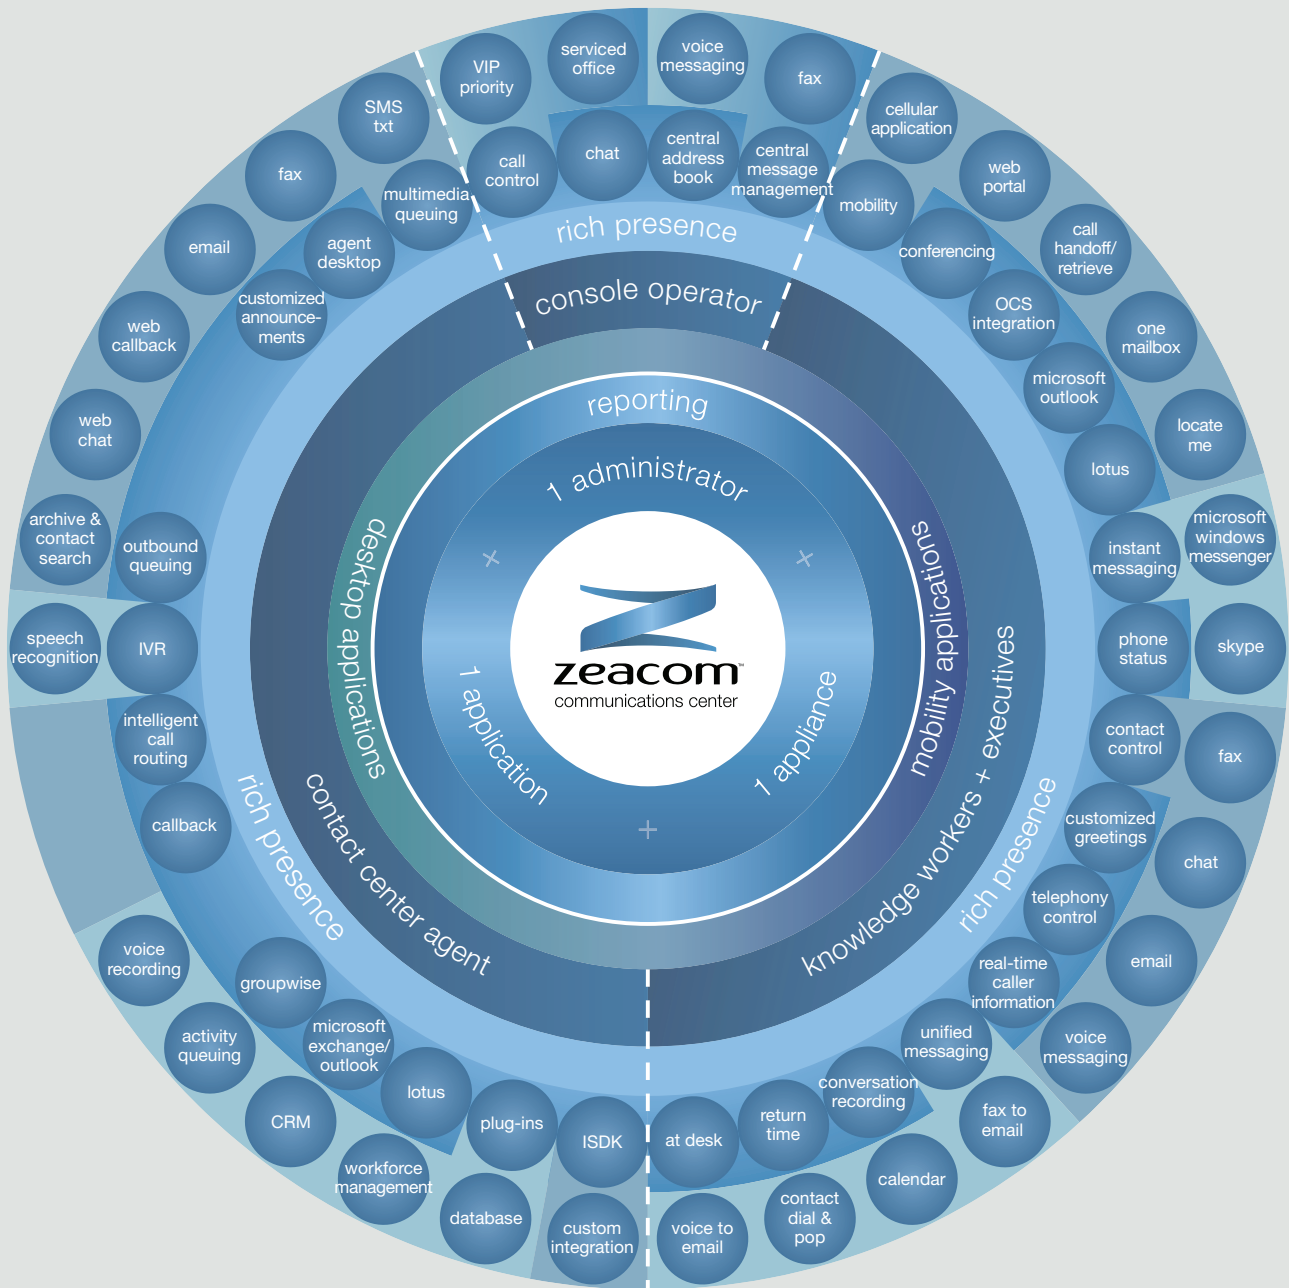 VIP
priority
serviced
office
voice
messaging
fax
call
control
chat
central
address
book
central
message
management
SMS
txt
fax
email
web
callback
web
chat
archive &
contact
search
speech
recognition
multimedia
queuing
agent
desktop
customized
announce-
ments
outbound
queuing
IVR
intelligent
call
routing
callback
cellular
application
web
portal
call
handoff/
retrieve
one
mailbox
locate
me
microsoft
windows
messenger
skype
fax
chat
email
voice
messaging
mobility
conferencing
OCS
integration
microsoft
outlook
lotus
instant
messaging
phone
status
contact
control
customized
greetings
telephony
control
real-time
caller
information
unified
messaging
conversation
recording
return
time
at desk
fax to
email
calendar
contact
dial &
pop
voice to
email
voice
recording
activity
queuing
CRM
workforce
management
database
custom
integration
groupwise
microsoft
exchange/
outlook
lotus
plug-ins
ISDK
rich presence
rich presence
rich presence
console operator
contact center agent
knowledge workers + executives
desktop applications
mobility applications
reporting
1 administrator
+
+
1 application
1 appliance
+
zeacom™
communications center